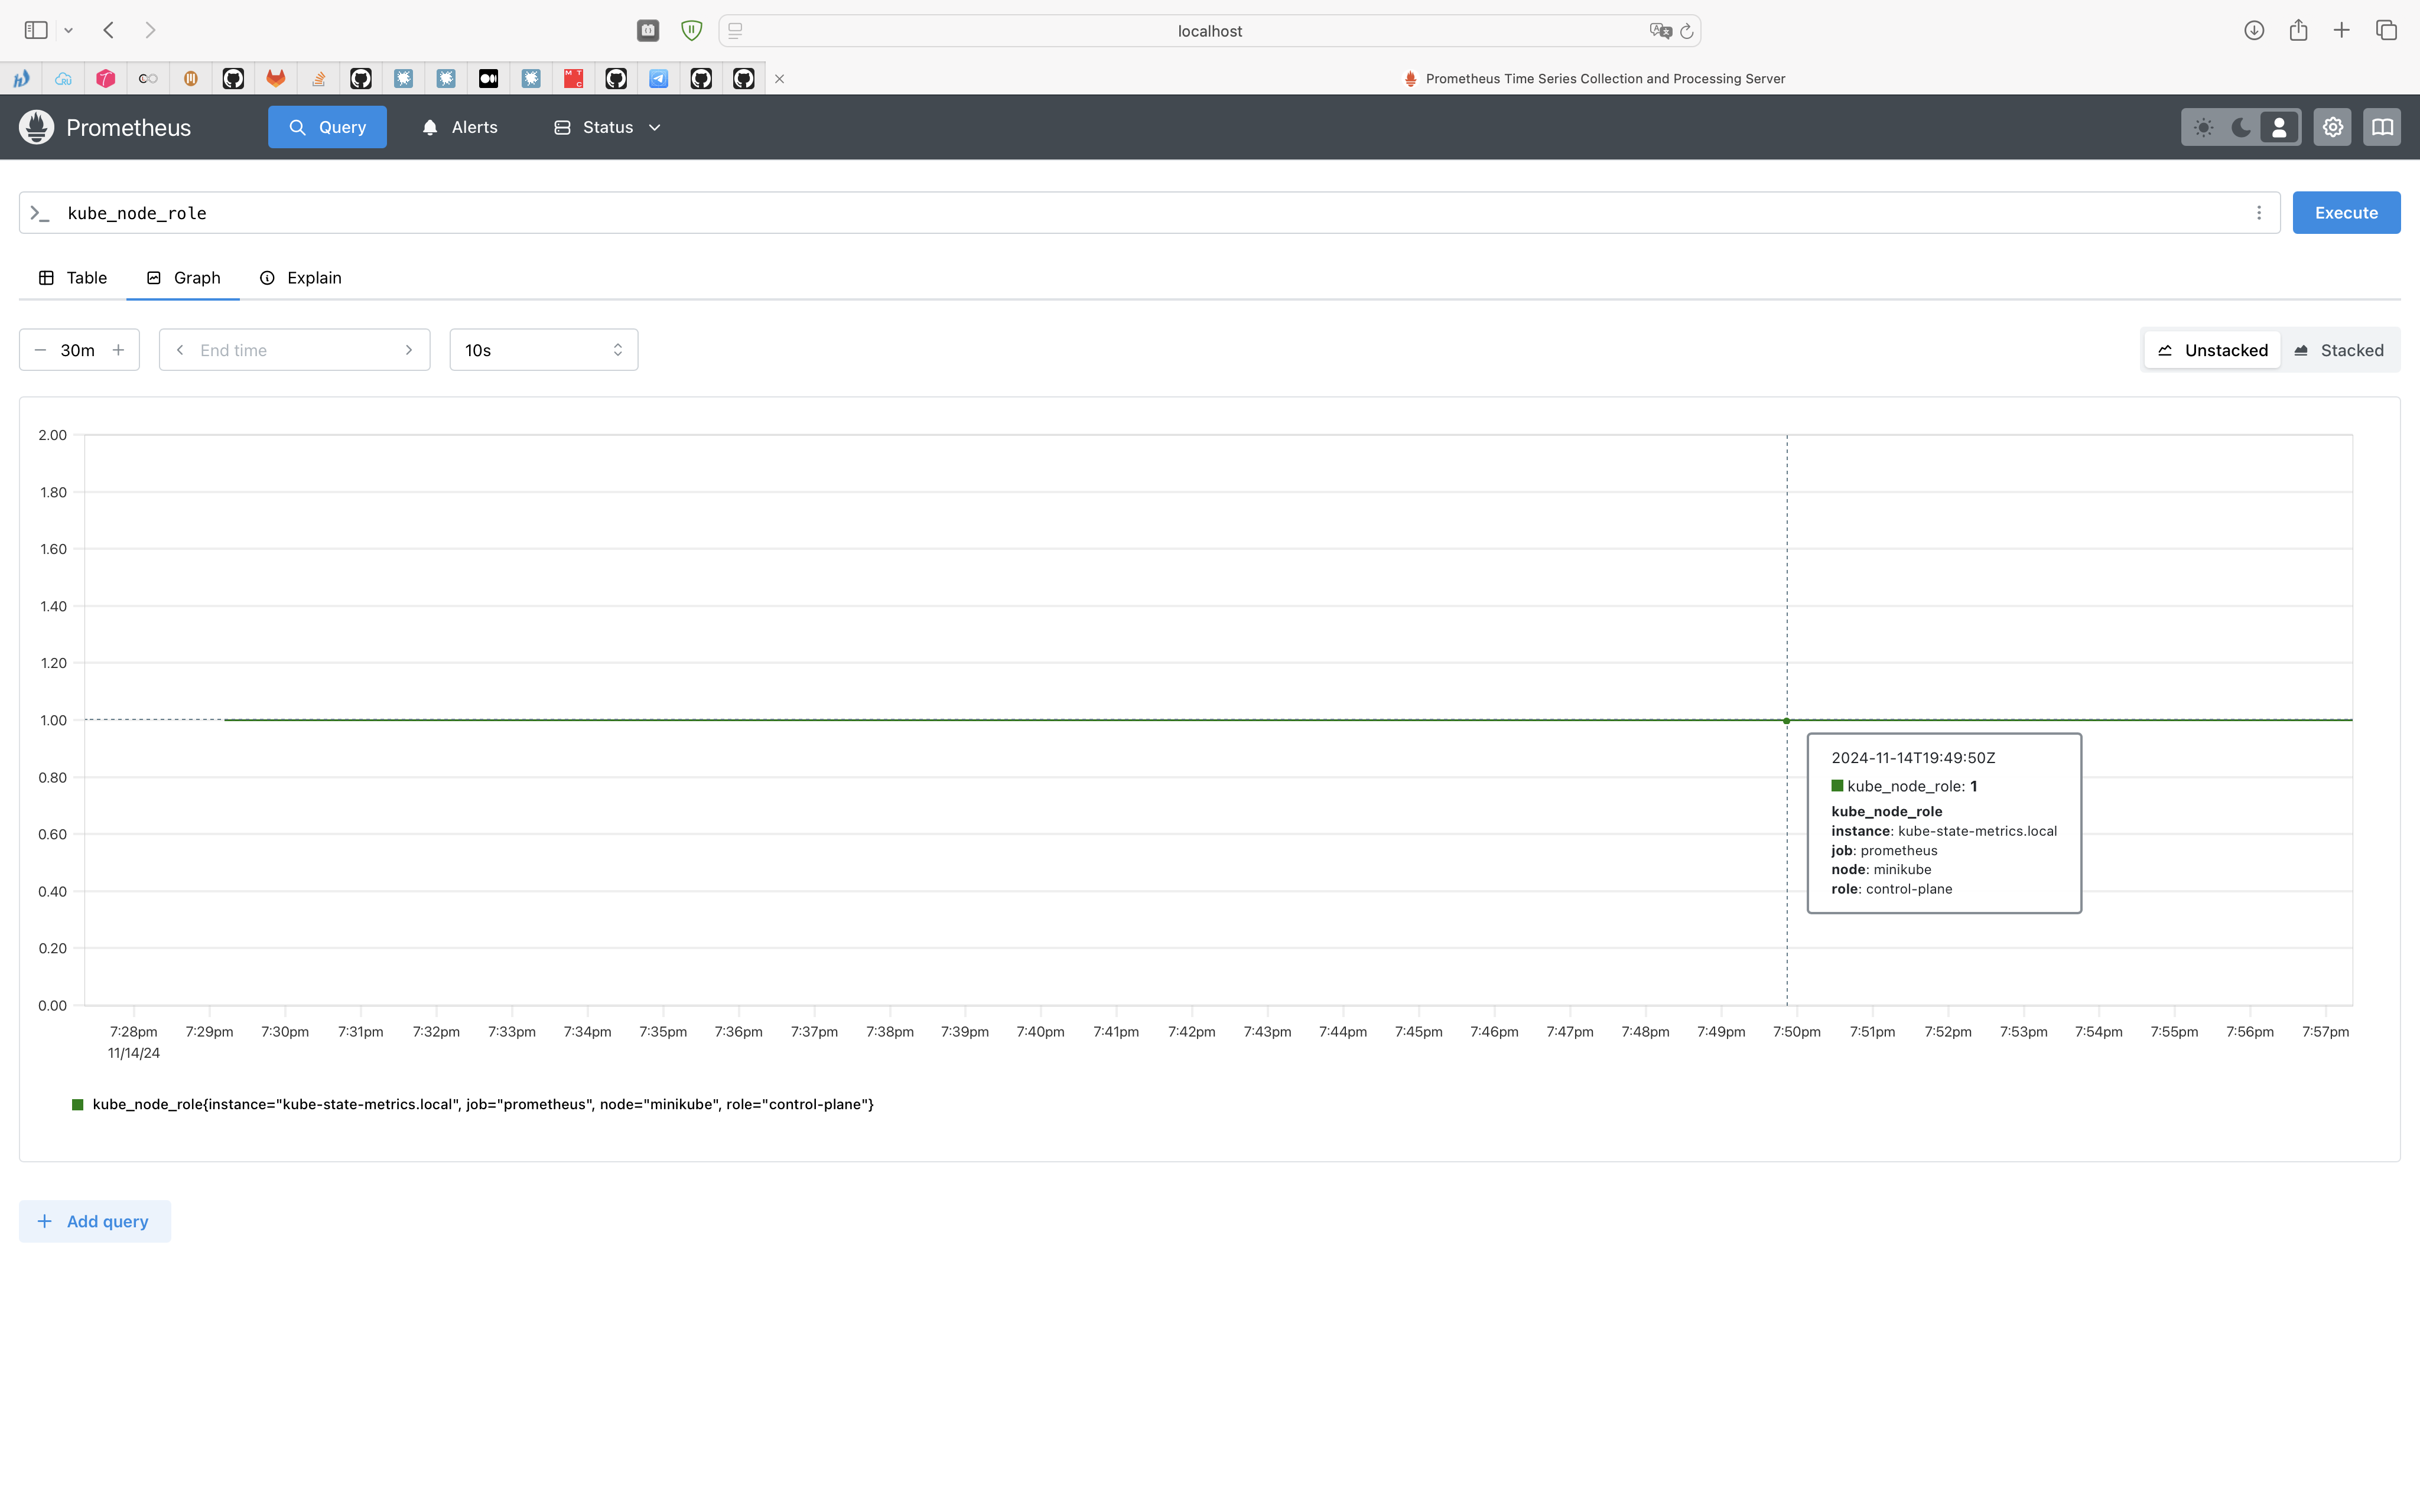 localhost
Prometheus Time Series Collection and Processing Server
Prometheus Query Alerts Status
kube_node_role Execute
Table Graph Explain
30m End time 10s Unstacked Stacked
2.00
1.80
1.60
1.40
1.20
1.00
0.80
0.60
0.40
0.20
0.00
2024-11-14T19:49:50Z
kube_node_role: 1
kube_node_role
instance: kube-state-metrics.local
job: prometheus
node: minikube
role: control-plane
7:28pm 7:29pm 7:30pm 7:31pm 7:32pm 7:33pm 7:34pm 7:35pm 7:36pm 7:37pm 7:38pm 7:39pm 7:40pm 7:41pm 7:42pm 7:43pm 7:44pm 7:45pm 7:46pm 7:47pm 7:48pm 7:49pm 7:50pm 7:51pm 7:52pm 7:53pm 7:54pm 7:55pm 7:56pm 7:57pm
11/14/24
kube_node_role{instance="kube-state-metrics.local", job="prometheus", node="minikube", role="control-plane"}
Add query